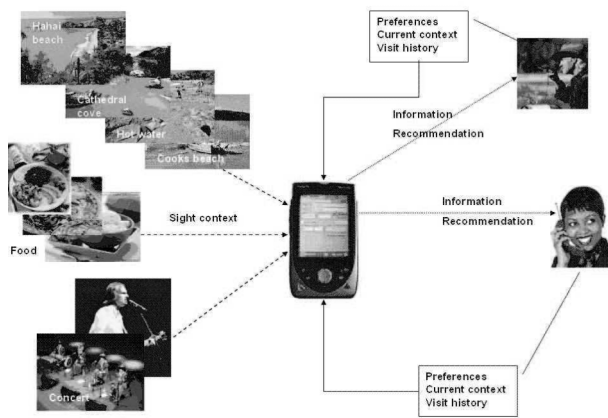 Hahai
beach
Cathedral
cove
Hot water
Cooks beach
Food
Sight context
Concert
Preferences
Current context
Visit history
Information
Recommendation
Information
Recommendation
Preferences
Current context
Visit history